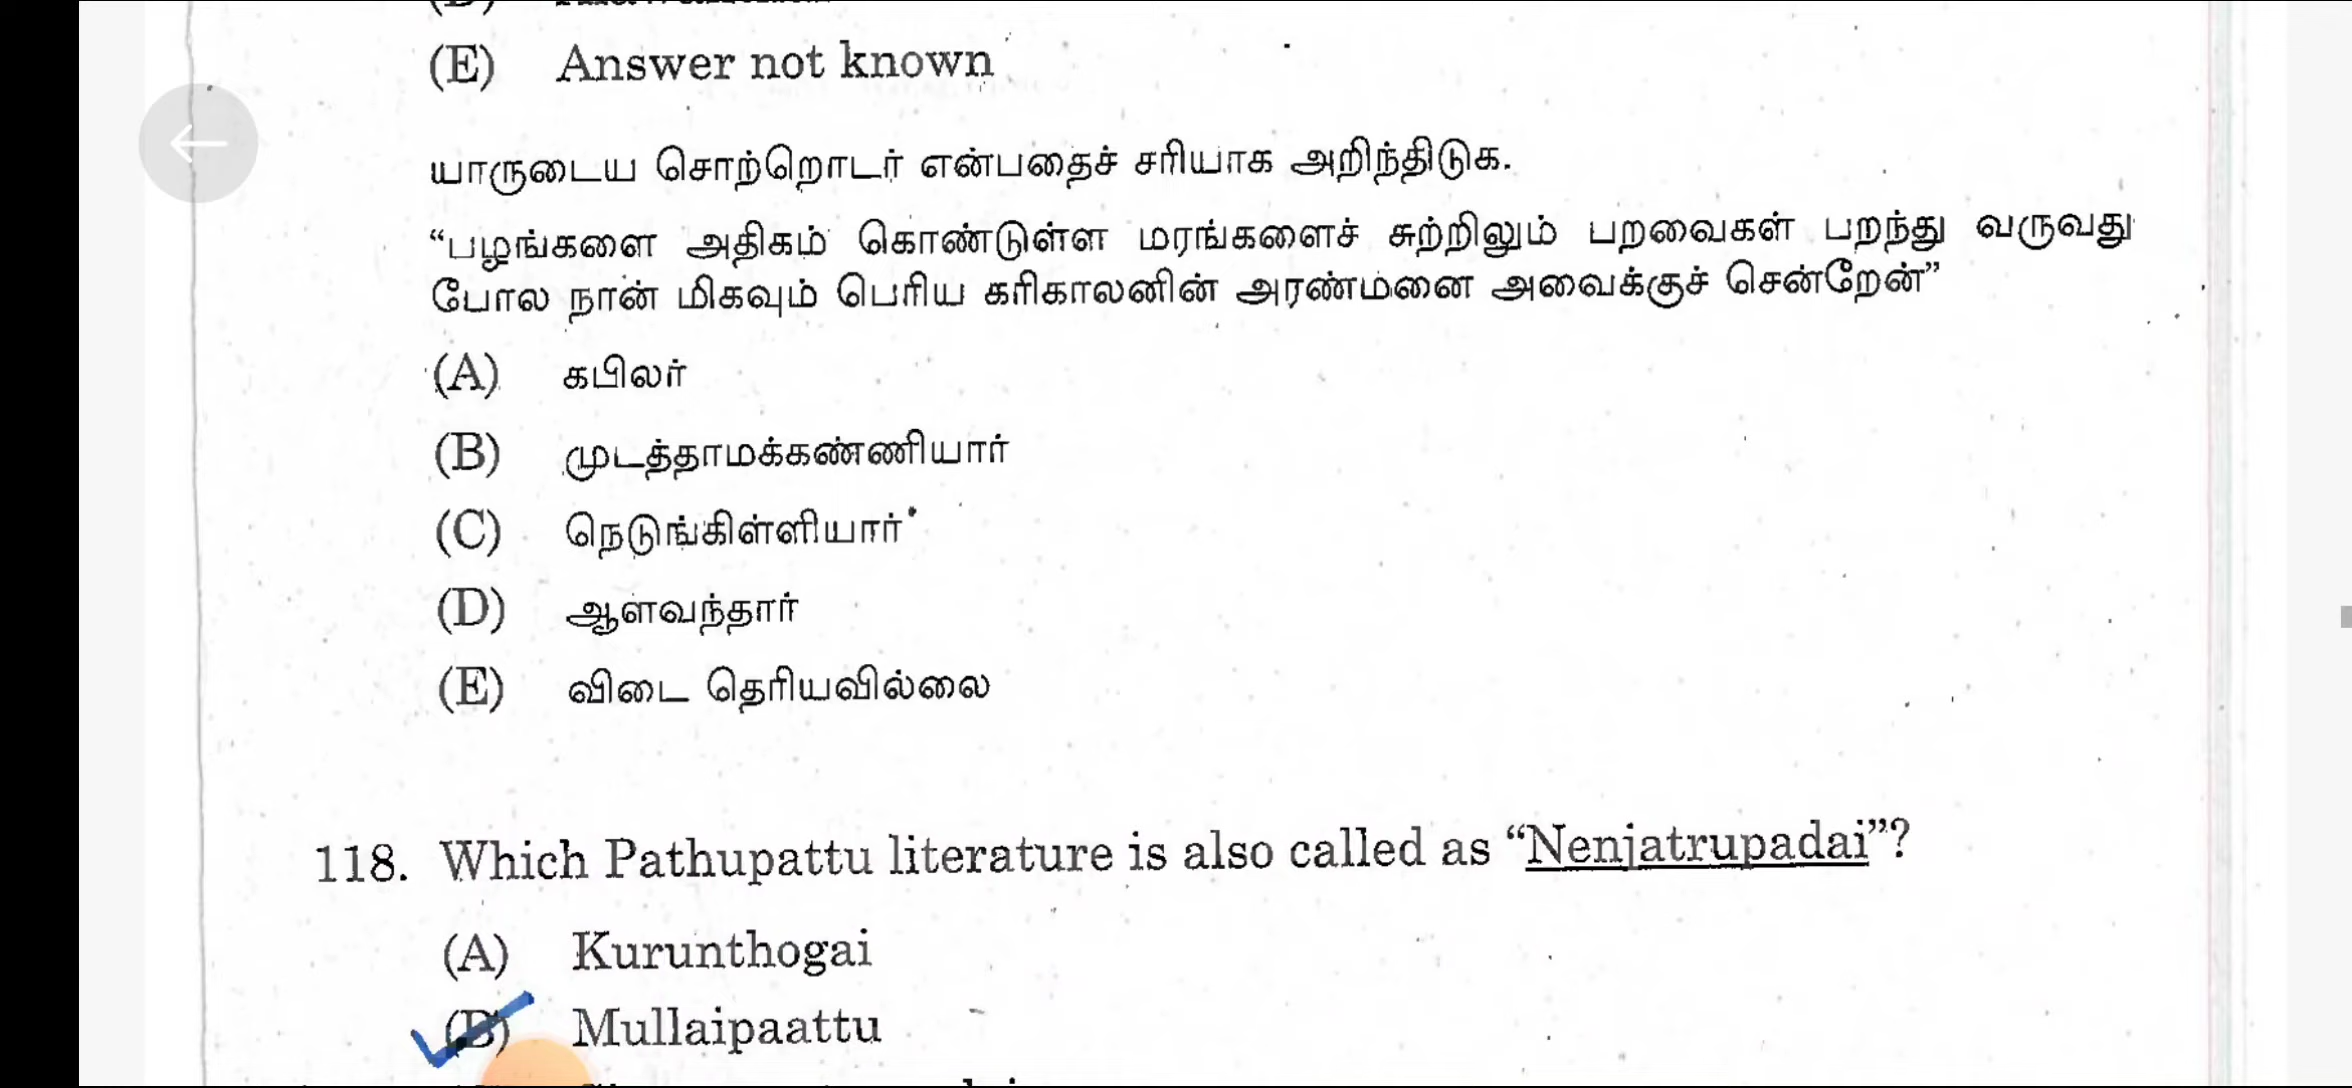 (E) Answer not known
யாருடைய சொற்றொடர் என்பதைச் சரியாக அறிந்திடுக.
“பழங்களை அதிகம் கொண்டுள்ள மரங்களைச் சுற்றிலும் பறவைகள் பறந்து வருவது
போல நான் மிகவும் பெரிய கரிகாலனின் அரண்மனை அவைக்குச் சென்றேன்”
(A) கபிலர்
(B) முடத்தாமக்கண்ணியார்
(C) நெடுங்கிள்ளியார்
(D) ஆளவந்தார்
(E) விடை தெரியவில்லை
118. Which Pathupattu literature is also called as “Nenjatrupadai”?
(A) Kurunthogai
(B) Mullaipaattu